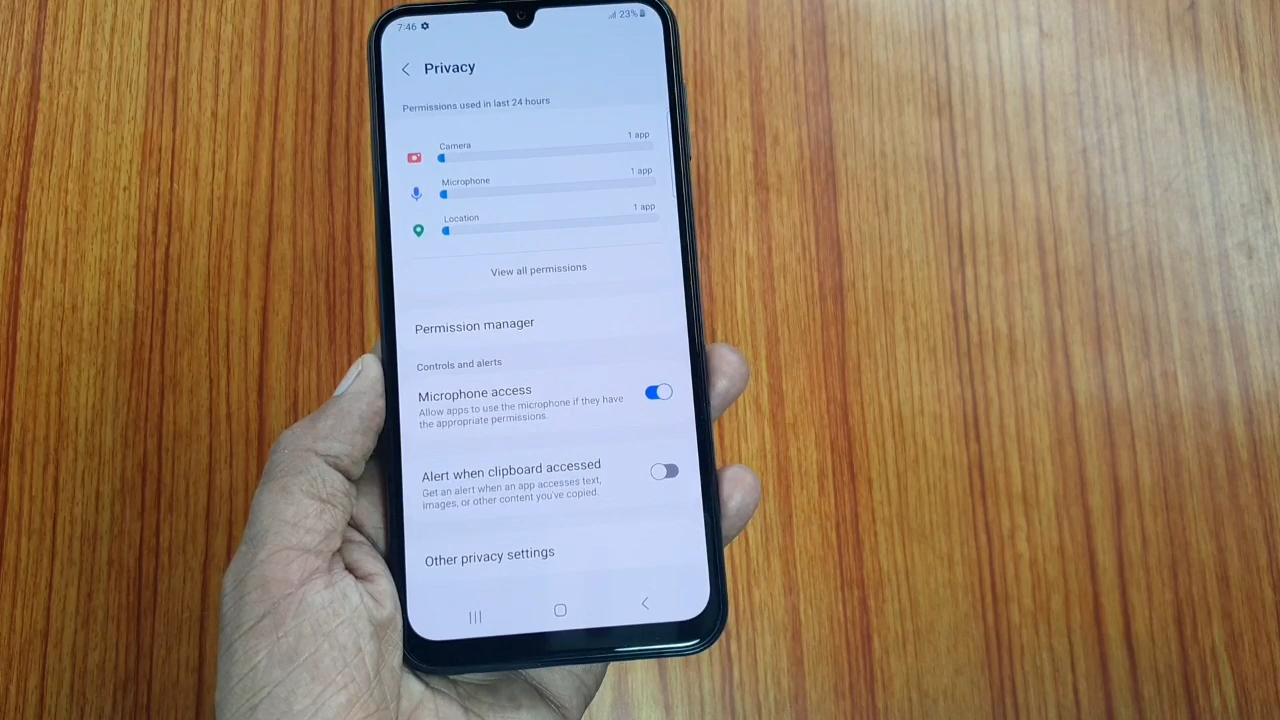 7:46
23%
Privacy
Permissions used in last 24 hours
Camera 1 app
Microphone 1 app
Location 1 app
View all permissions
Permission manager
Controls and alerts
Microphone access
Allow apps to use the microphone if they have
the appropriate permissions.
Alert when clipboard accessed
Get an alert when an app accesses text,
images, or other content you've copied.
Other privacy settings